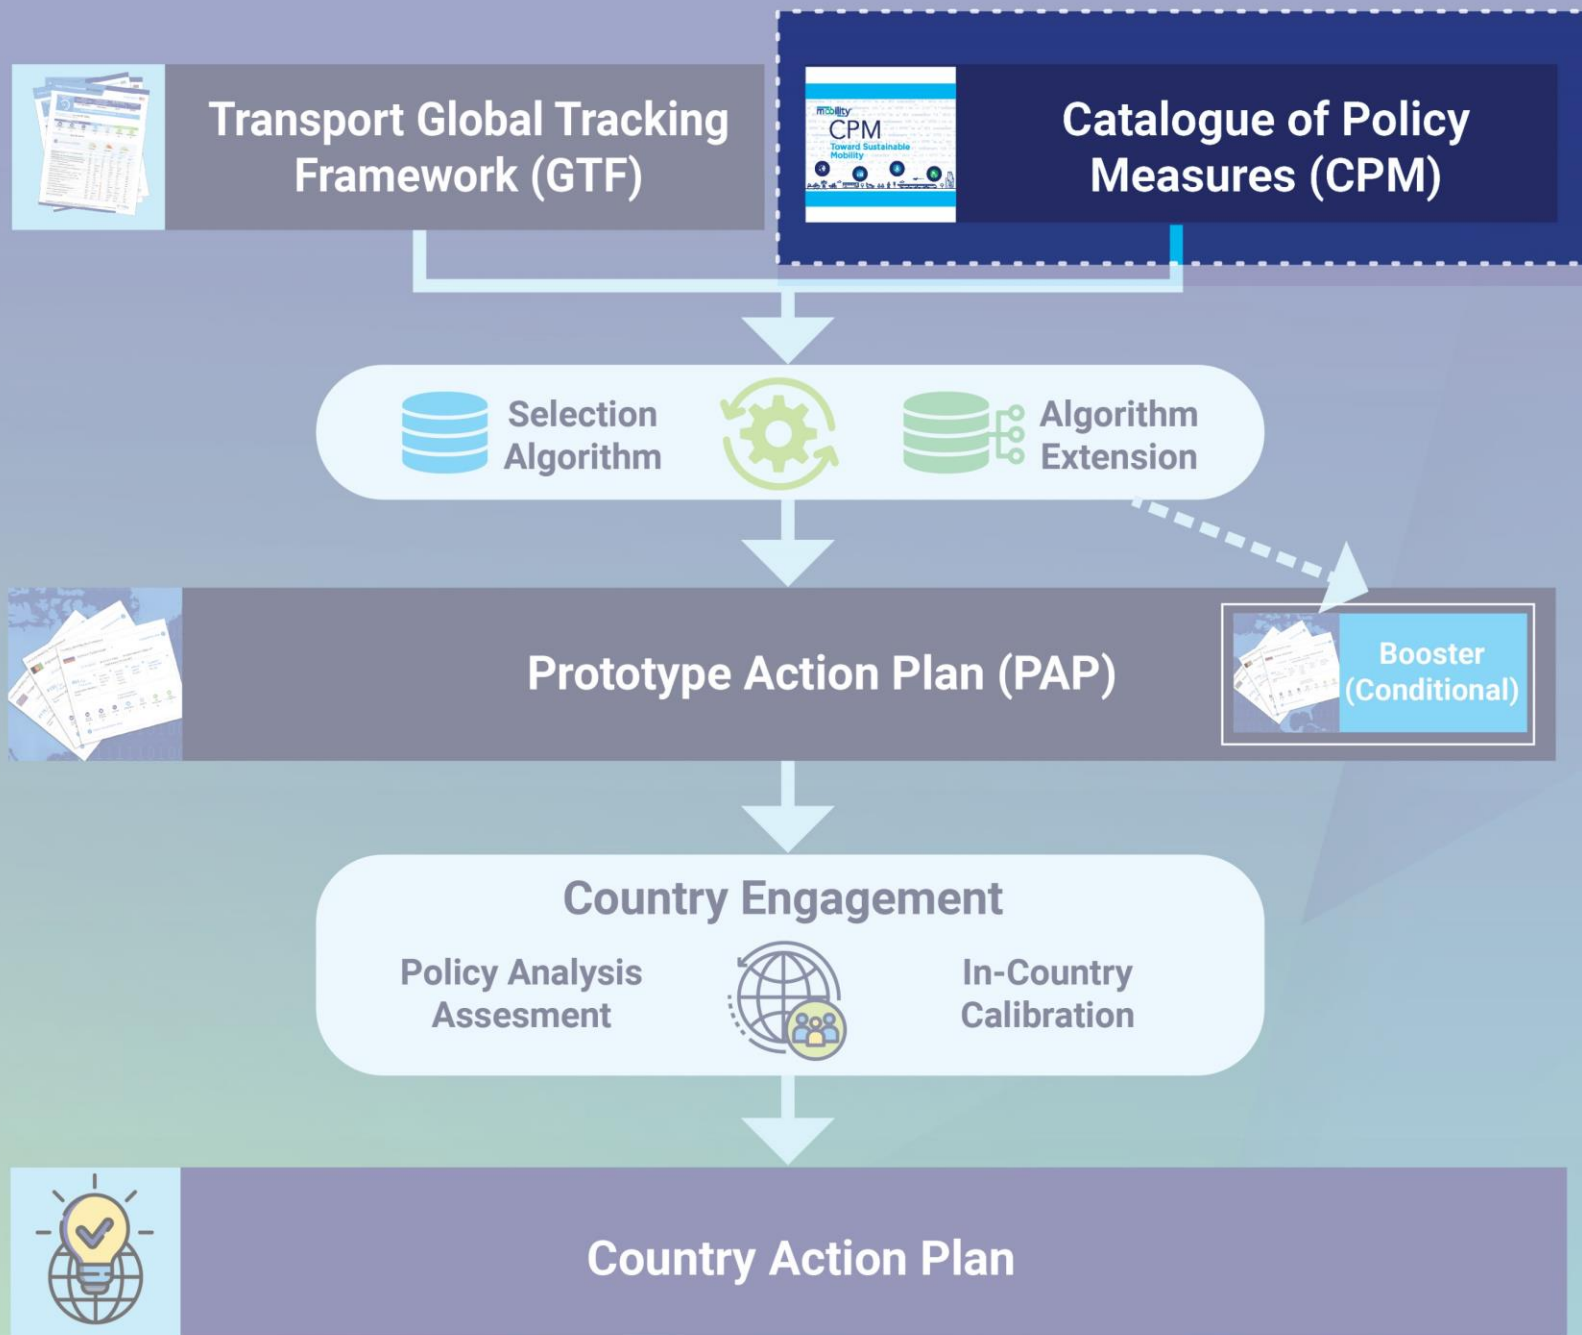 Transport Global Tracking
Framework (GTF)
mobility
CPM
Toward Sustainable
Mobility
Catalogue of Policy
Measures (CPM)
Selection
Algorithm
Algorithm
Extension
Prototype Action Plan (PAP)
Booster
(Conditional)
Country Engagement
Policy Analysis
Assesment
In-Country
Calibration
Country Action Plan